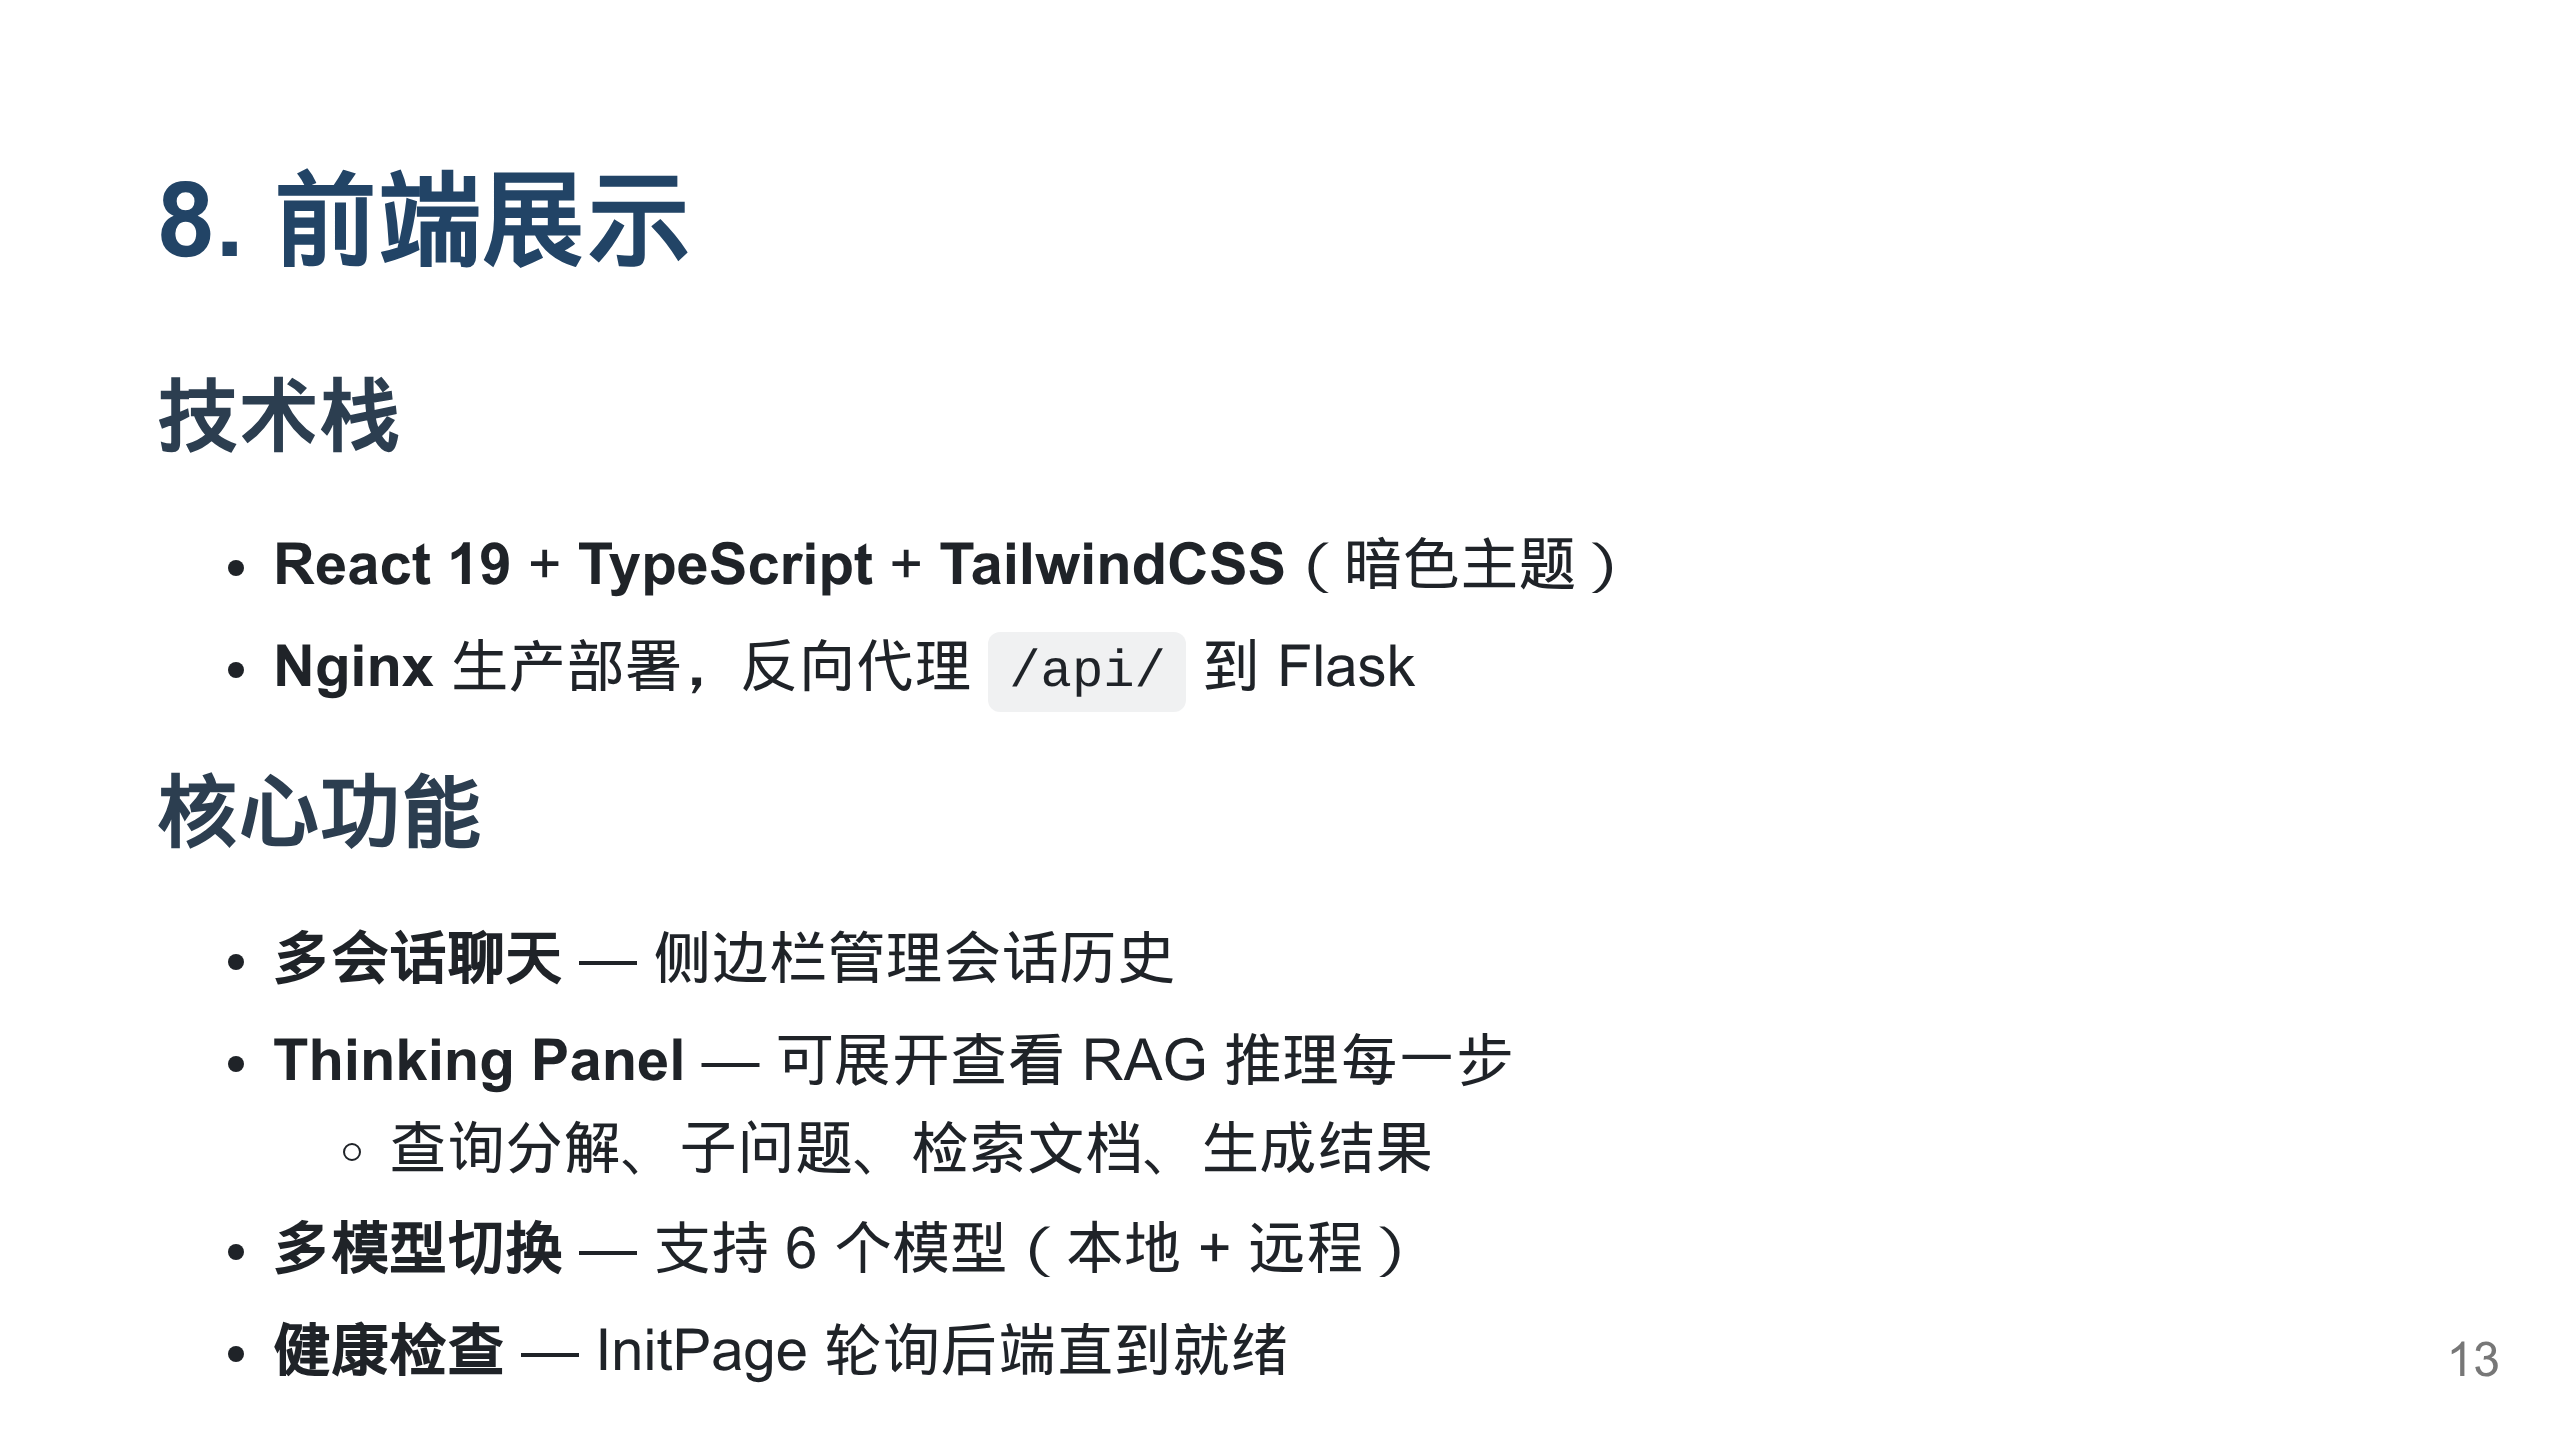 8. 前端展示
技术栈
• React 19 + TypeScript + TailwindCSS（暗色主题）
• Nginx 生产部署，反向代理 /api/ 到 Flask
核心功能
• 多会话聊天 — 侧边栏管理会话历史
• Thinking Panel — 可展开查看 RAG 推理每一步
◦ 查询分解、子问题、检索文档、生成结果
• 多模型切换 — 支持 6 个模型（本地 + 远程）
• 健康检查 — InitPage 轮询后端直到就绪
13